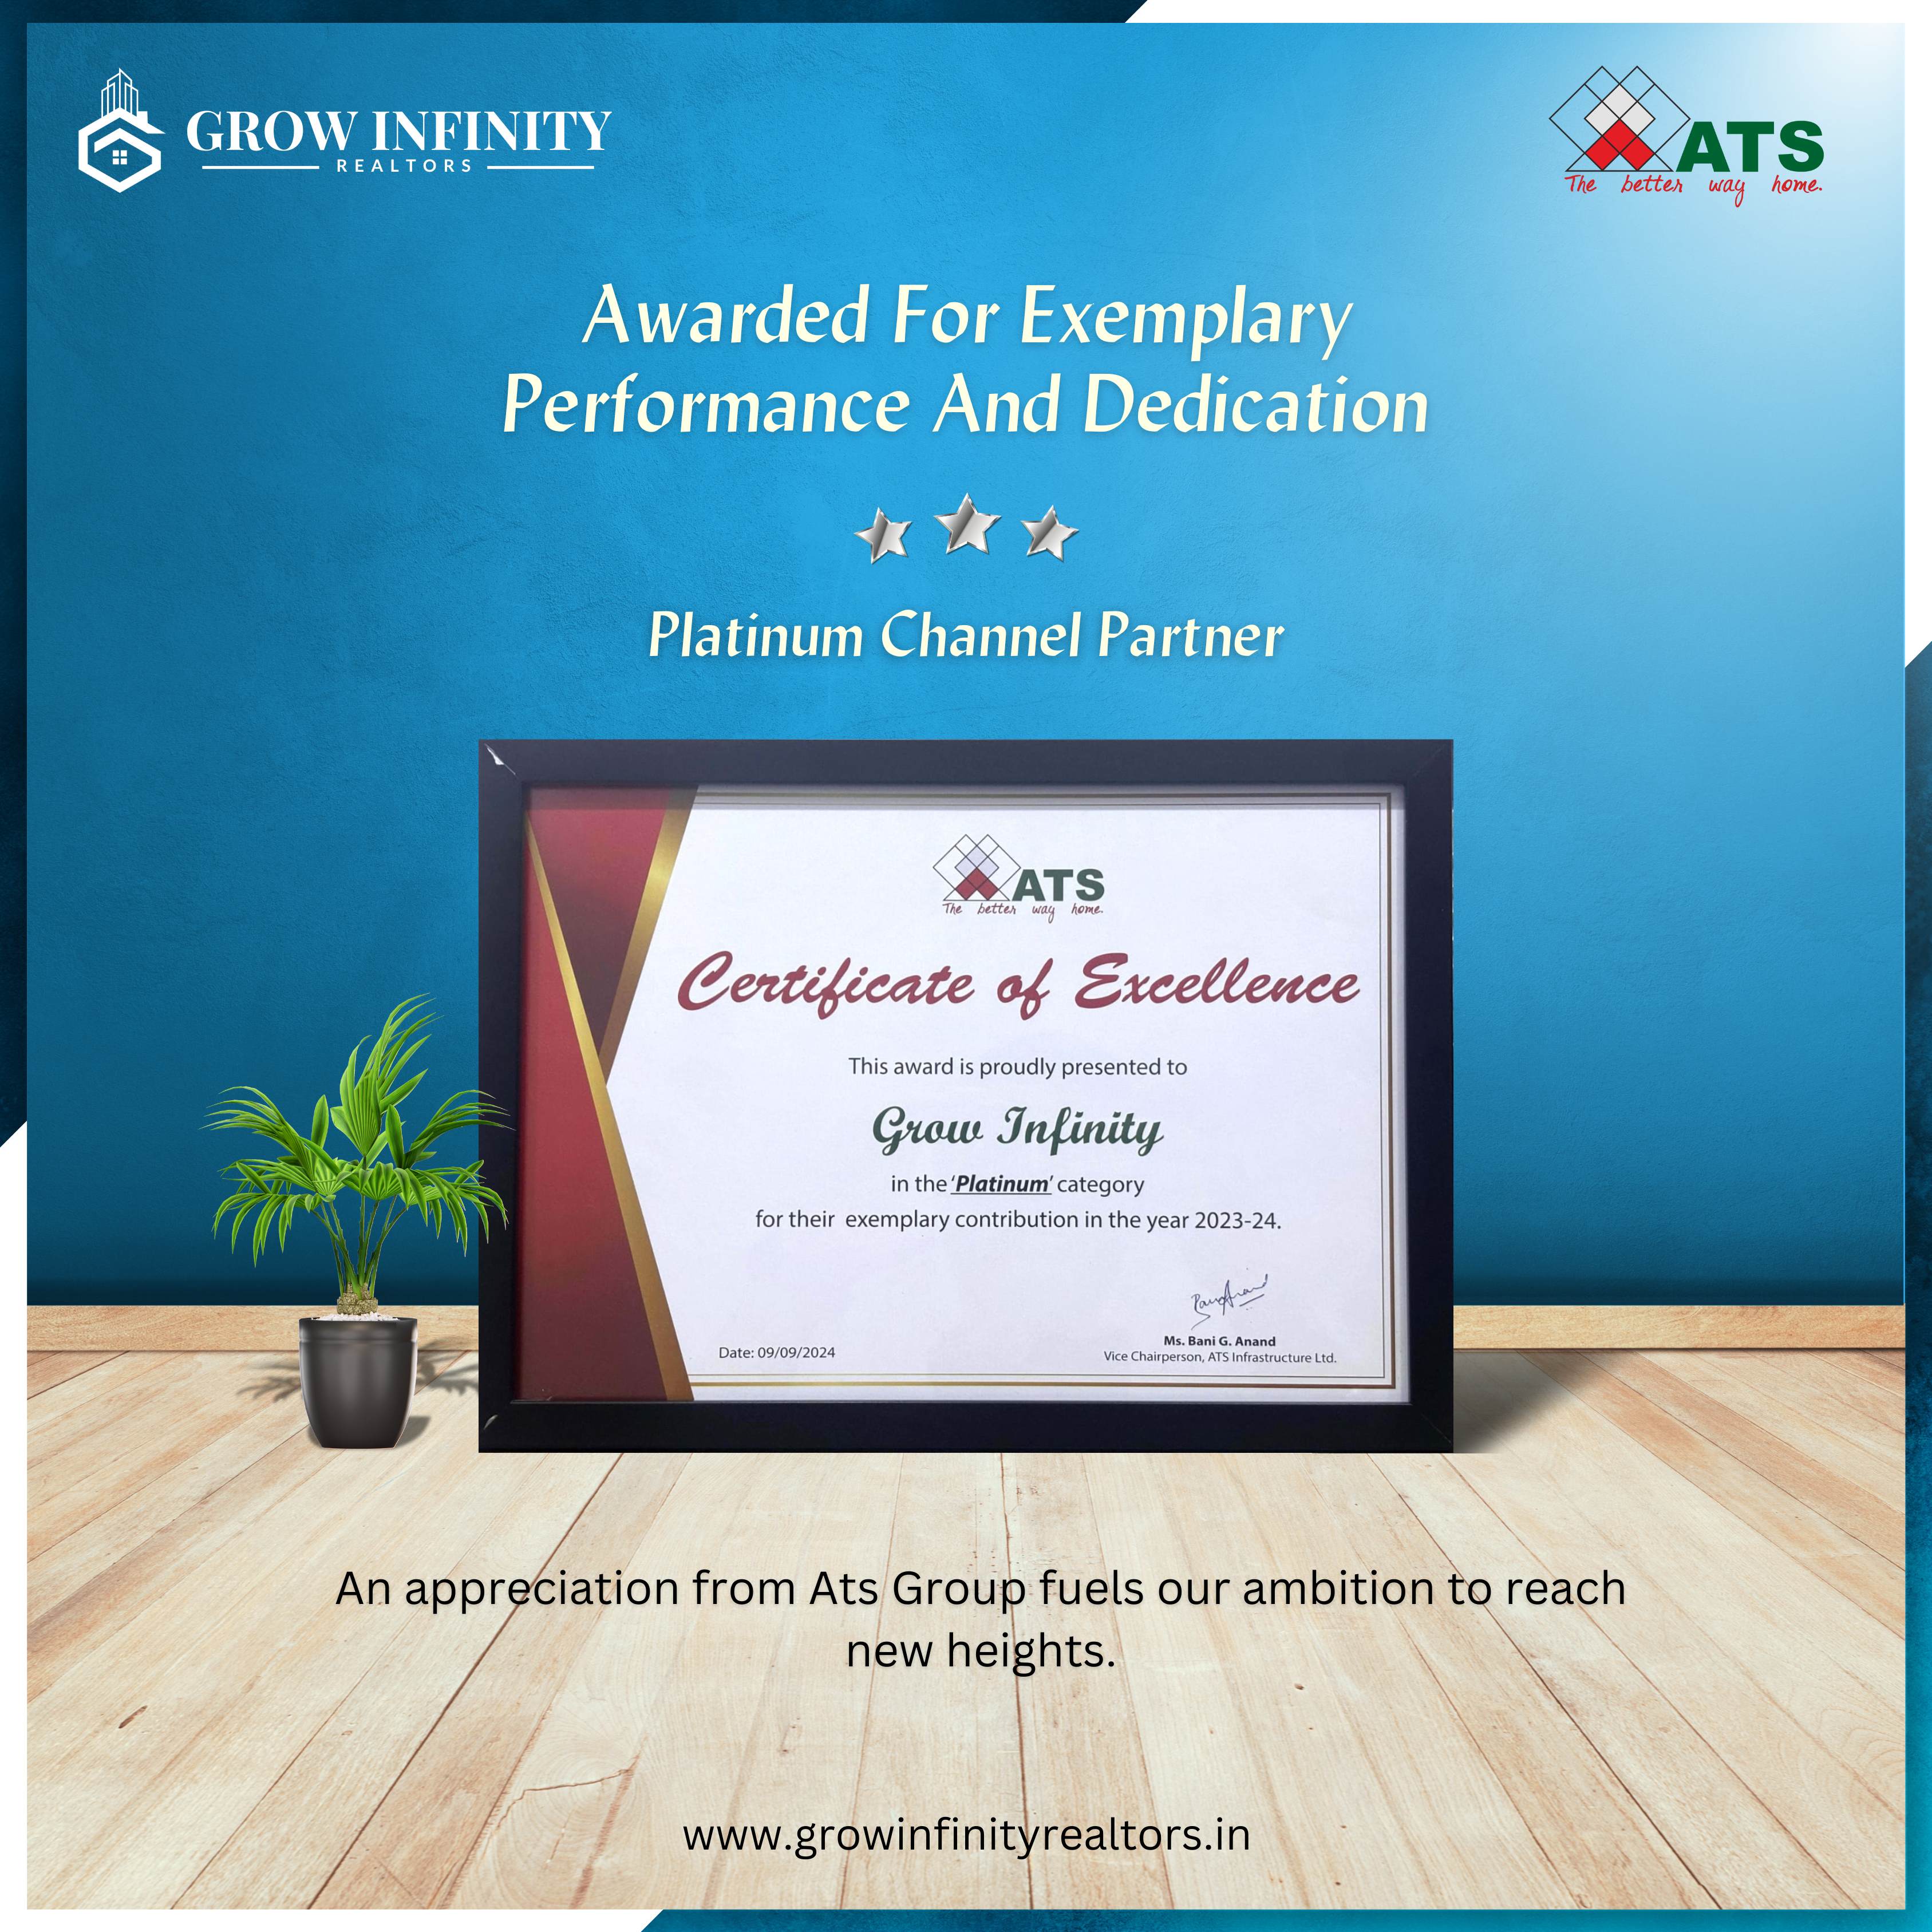 GROW INFINITY
REALTORS
ATS
The better way home.
Awarded For Exemplary
Performance And Dedication
Platinum Channel Partner
ATS
The better way home.
Certificate of Excellence
This award is proudly presented to
Grow Infinity
in the 'Platinum' category
for their exemplary contribution in the year 2023-24.
Ms. Bani G. Anand
Date: 09/09/2024
Vice Chairperson, ATS Infrastructure Ltd.
An appreciation from Ats Group fuels our ambition to reach
new heights.
www.growinfinityrealtors.in